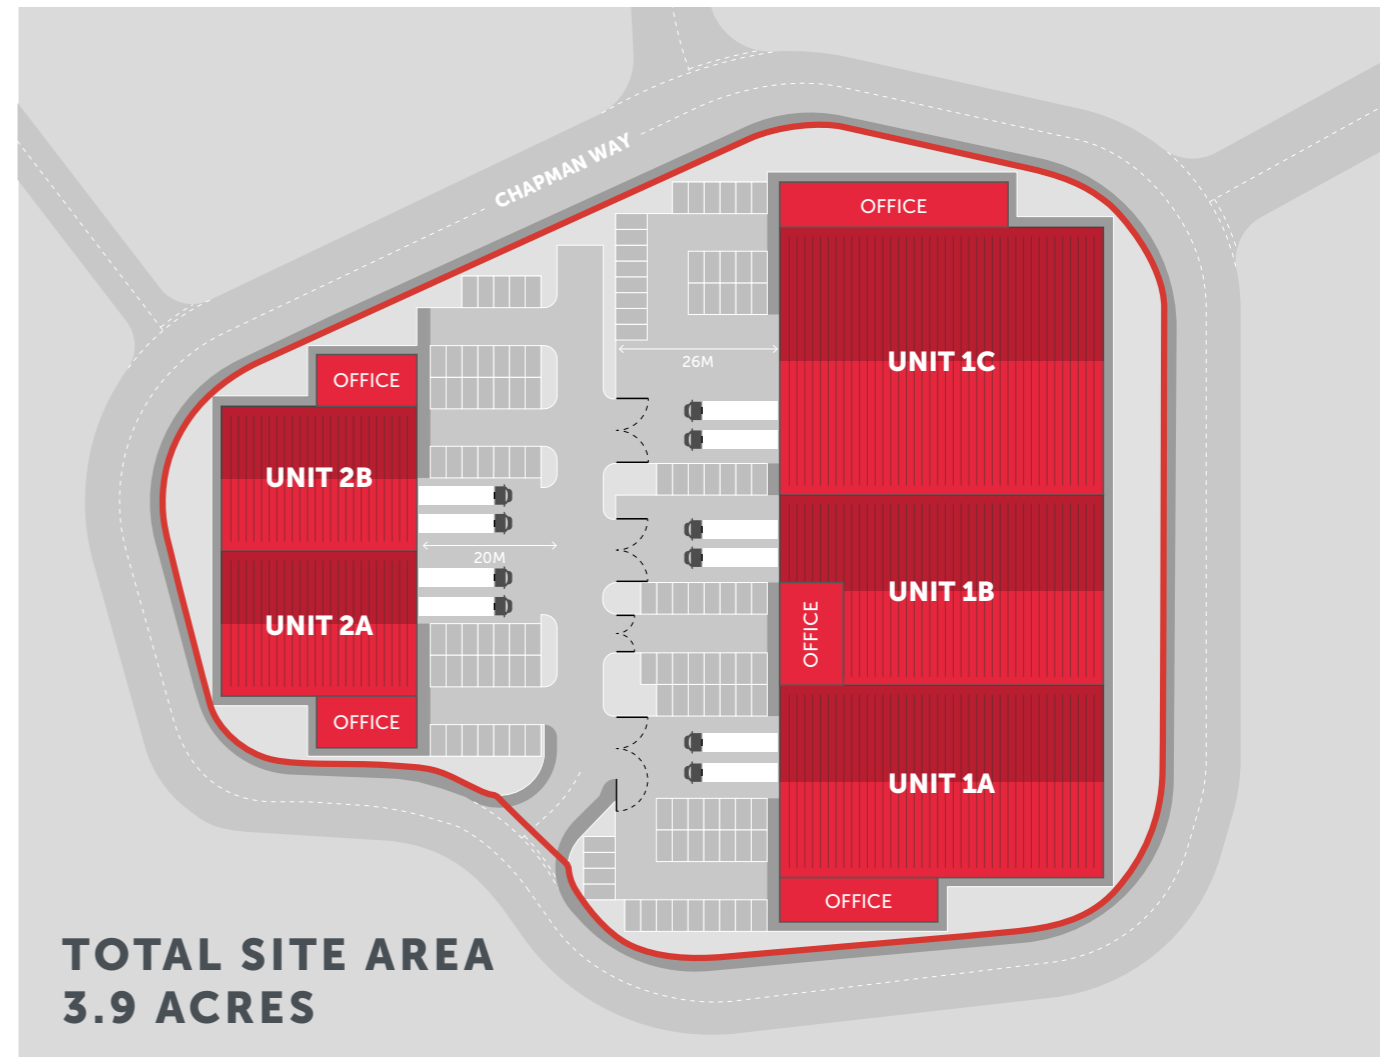 CHAPMAN WAY
OFFICE
26M
UNIT 1C
OFFICE
UNIT 2B
20M
UNIT 2A
OFFICE
UNIT 1B
OFFICE
UNIT 1A
OFFICE
TOTAL SITE AREA
3.9 ACRES